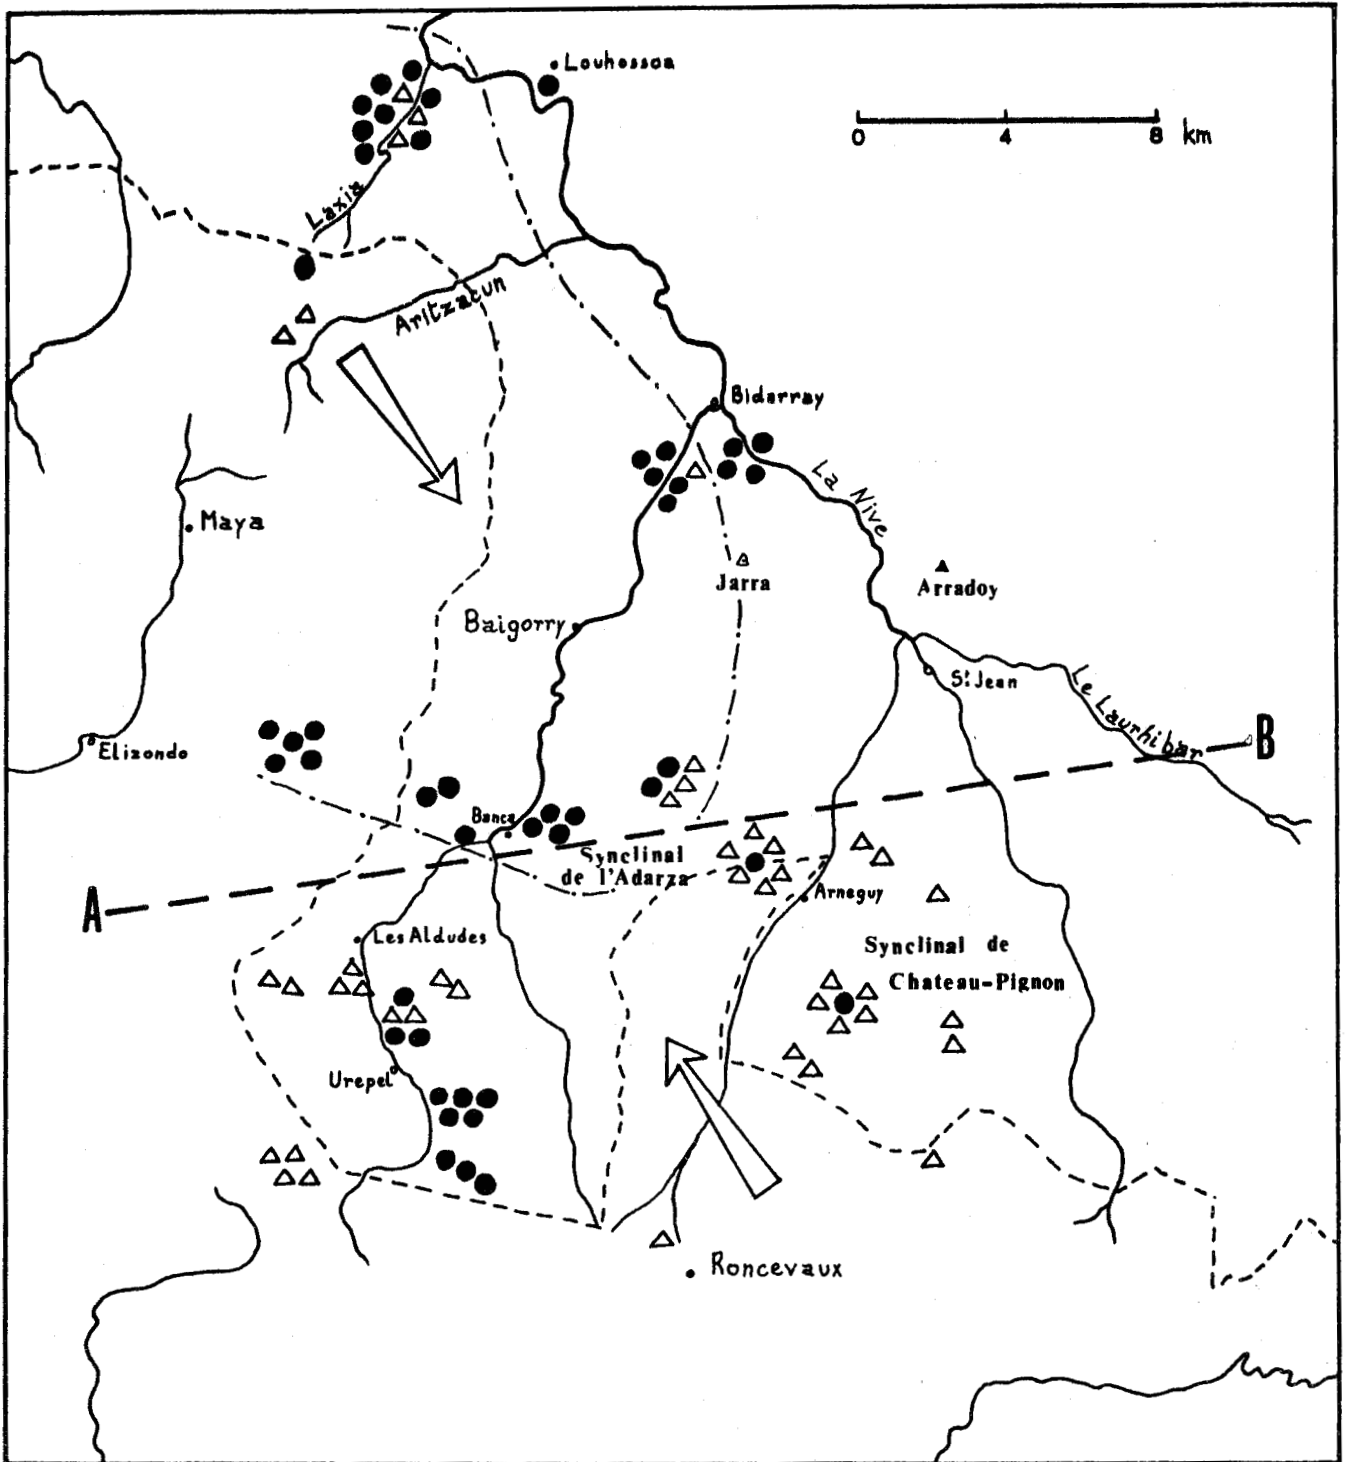 Louhossoa
0 4 8 km
Laxia
Aritzacun
Bidarray
La Nive
Maya
Jarra
Arradoy
Baigorry
St Jean
Le Laurhibar
Elizondo
B
Banca
Synclinal
de l'Adarza
A
Arneguy
Les Aldudes
Synclinal de
Chateau-Pignon
Urepel
Roncevaux